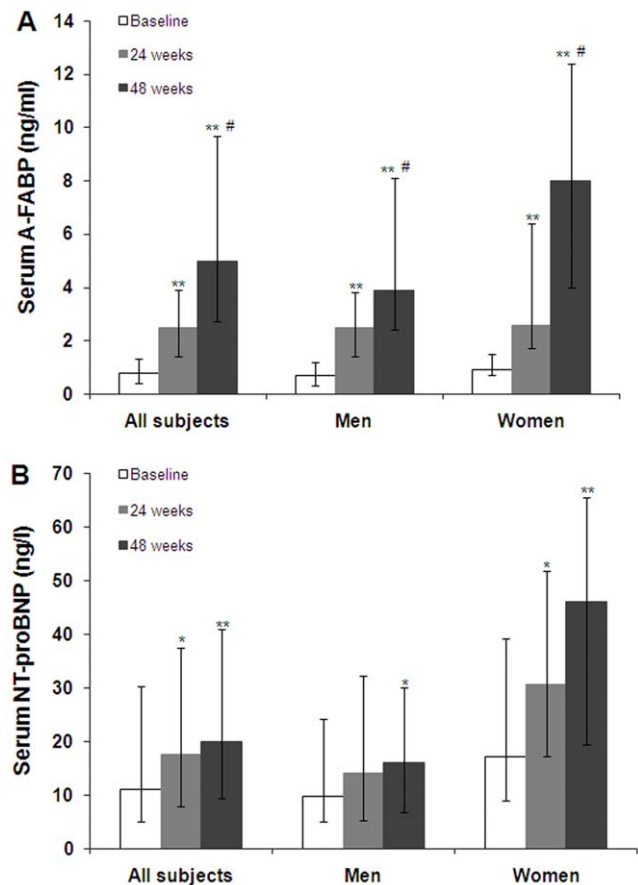 A
Serum A-FABP (ng/ml)
14
12
10
8
6
4
2
0
Baseline
24 weeks
48 weeks
**
** #
**
** #
**
** #
All subjects Men Women
B
Serum NT-proBNP (ng/l)
70
60
50
40
30
20
10
0
Baseline
24 weeks
48 weeks
*
**
*
*
**
All subjects Men Women